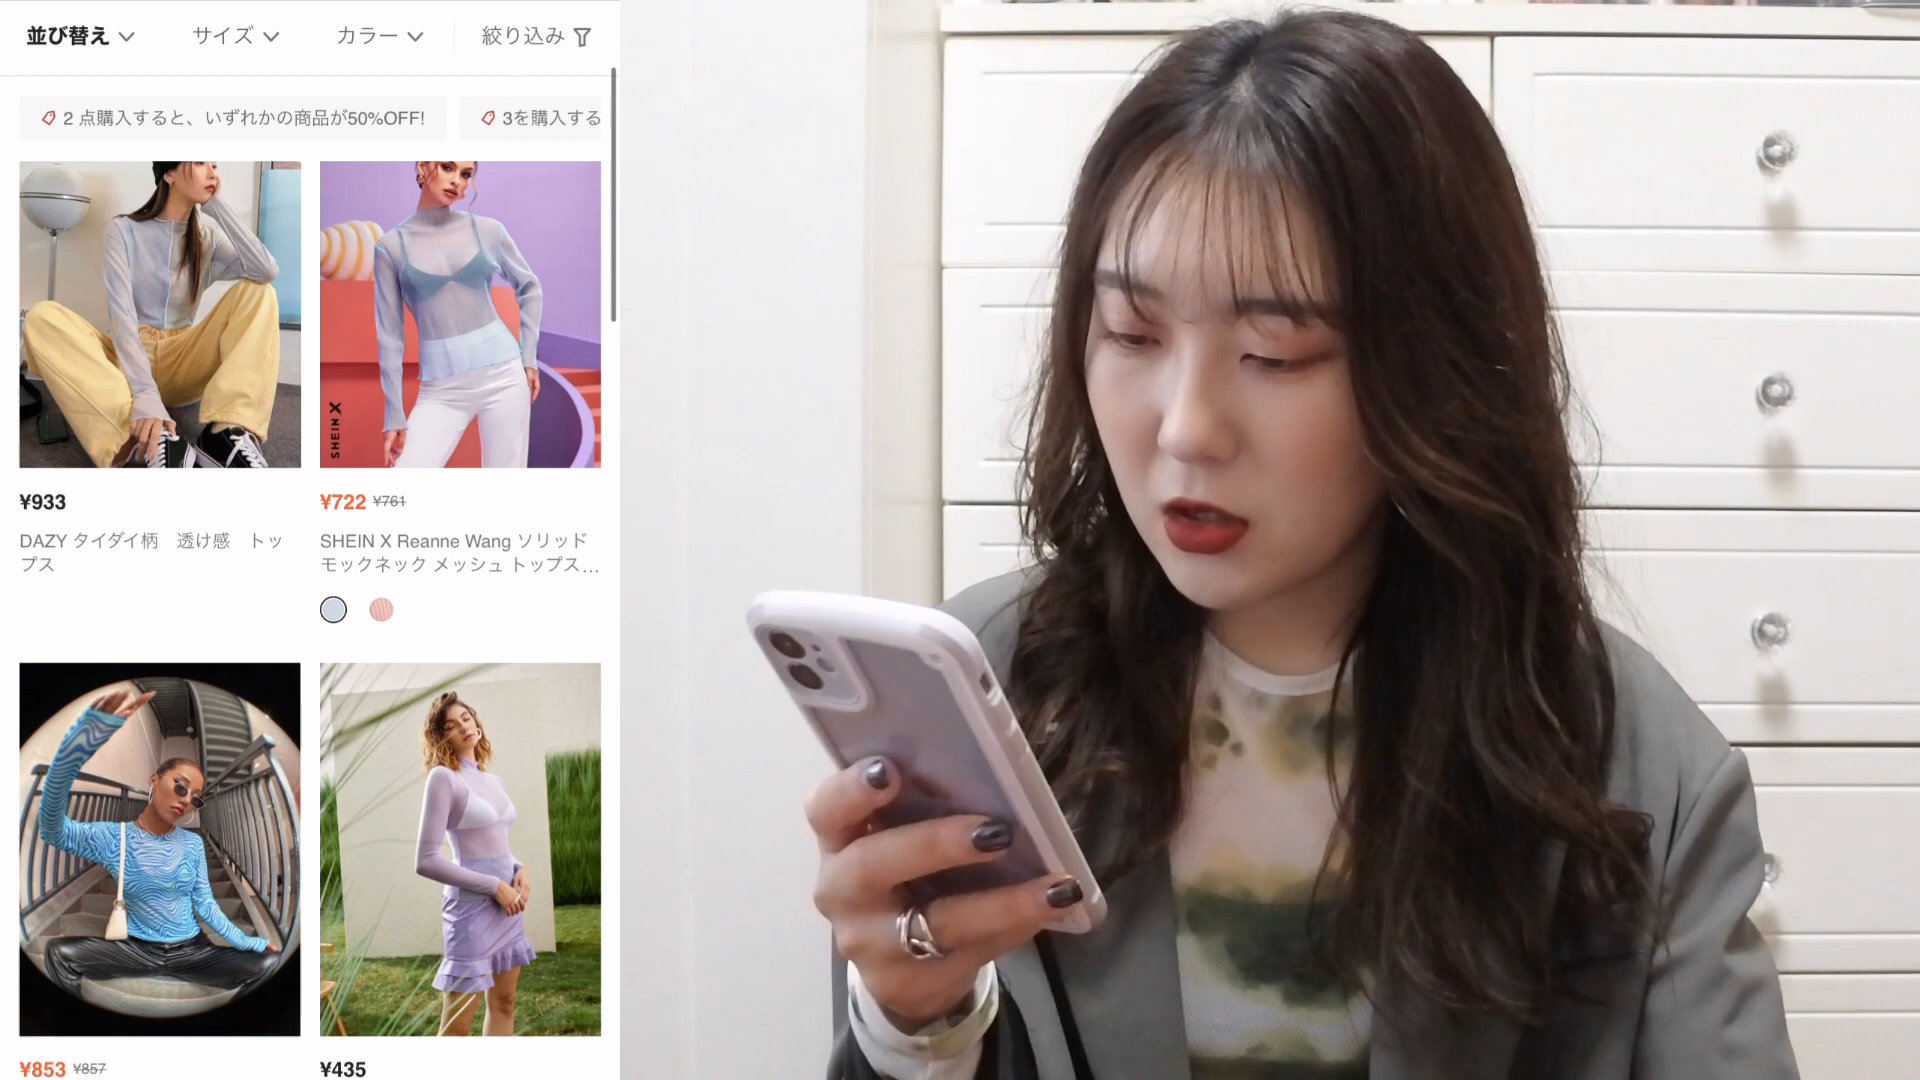 並び替え サイズ カラー 絞り込み
2 点購入すると、いずれかの商品が50%OFF! 3を購入する
SHEIN X
¥933
DAZY タイダイ柄　透け感　トッ
プス
¥722 ¥761
SHEIN X Reanne Wang ソリッド
モックネック メッシュ トップス...
¥853 ¥857
¥435